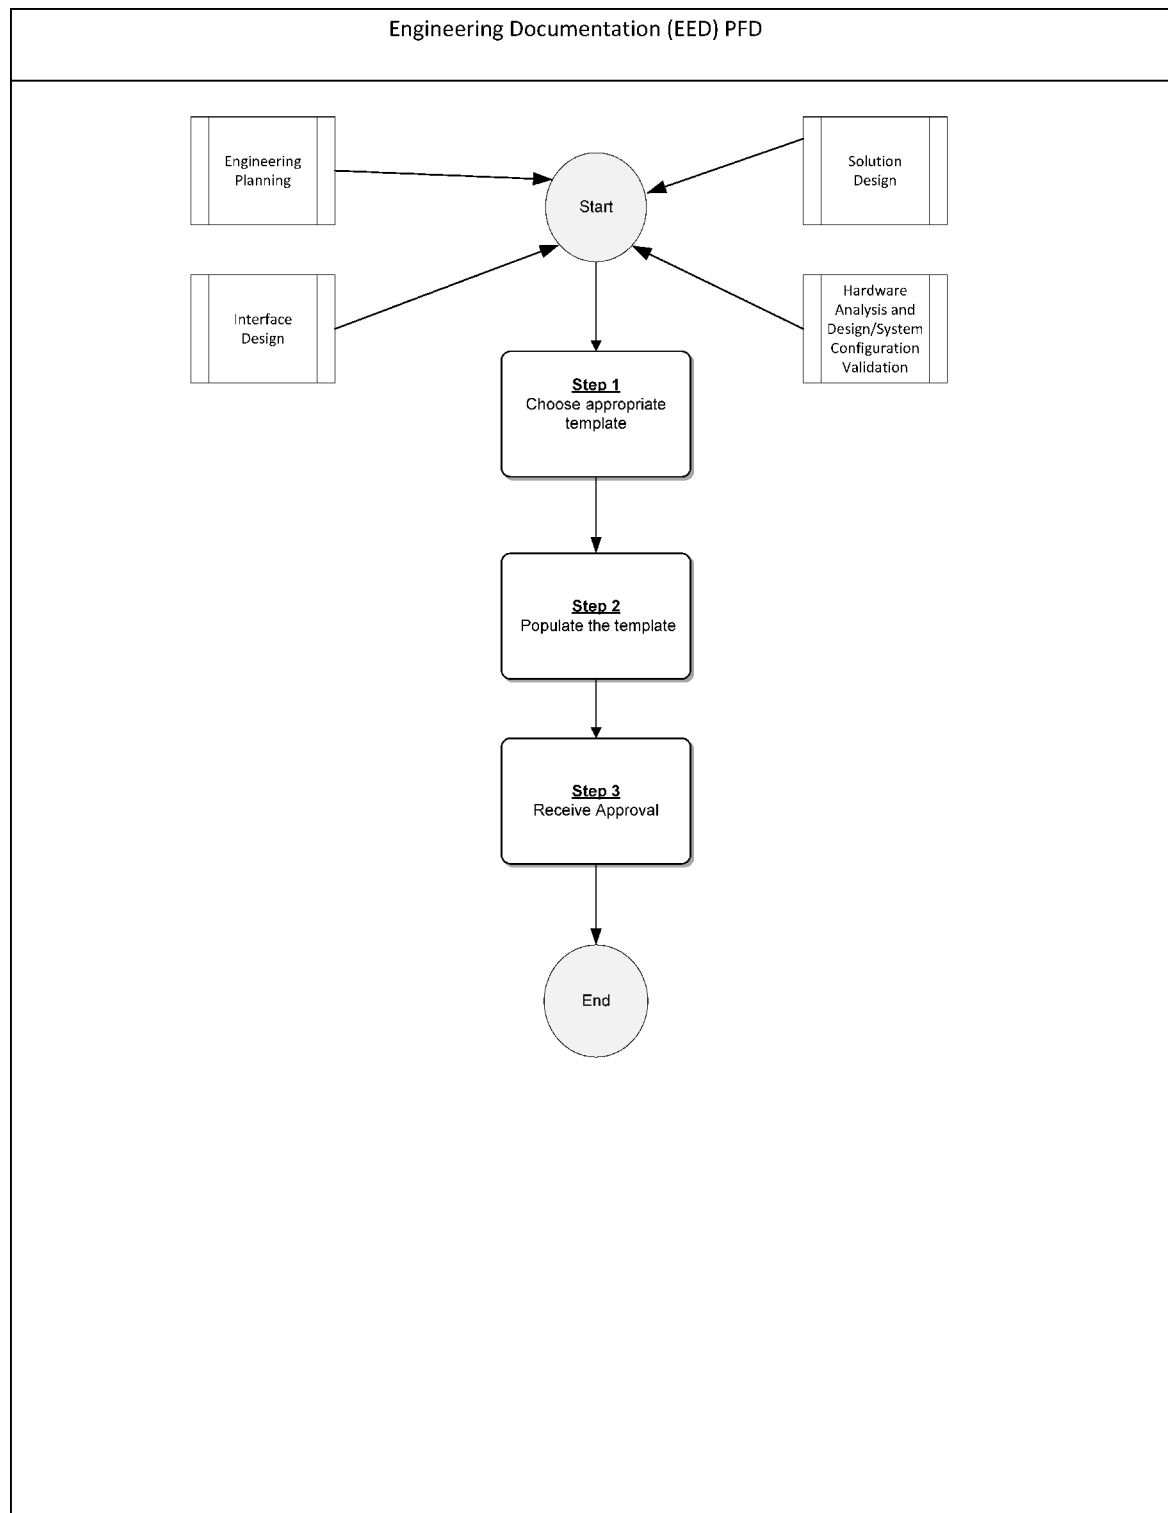 Engineering Documentation (EED) PFD
Engineering
Planning
Solution
Design
Start
Interface
Design
Hardware
Analysis and
Design/System
Configuration
Validation
Step 1
Choose appropriate
template
Step 2
Populate the template
Step 3
Receive Approval
End